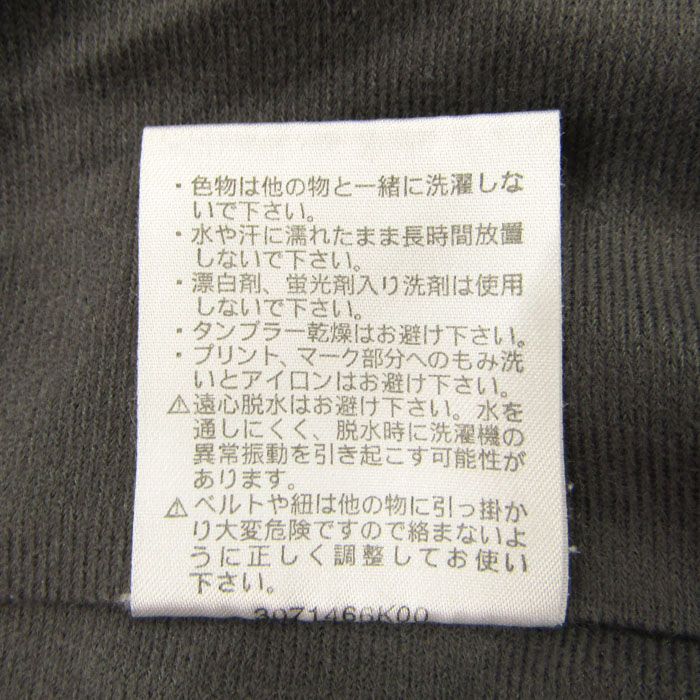 ・色物は他の物と一緒に洗濯しな
いで下さい。
・水や汗に濡れたまま長時間放置
しないで下さい。
・漂白剤、蛍光剤入り洗剤は使用
しないで下さい。
・タンブラー乾燥はお避け下さい。
・プリント、マーク部分へのもみ洗
いとアイロンはお避け下さい。
⚠遠心脱水はお避け下さい。水を
通しにくく、脱水時に洗濯機の
異常振動を引き起こす可能性が
あります。
⚠ベルトや紐は他の物に引っ掛か
り大変危険ですので絡まないよ
うに正しく調整してお使い
下さい。
3071466K00